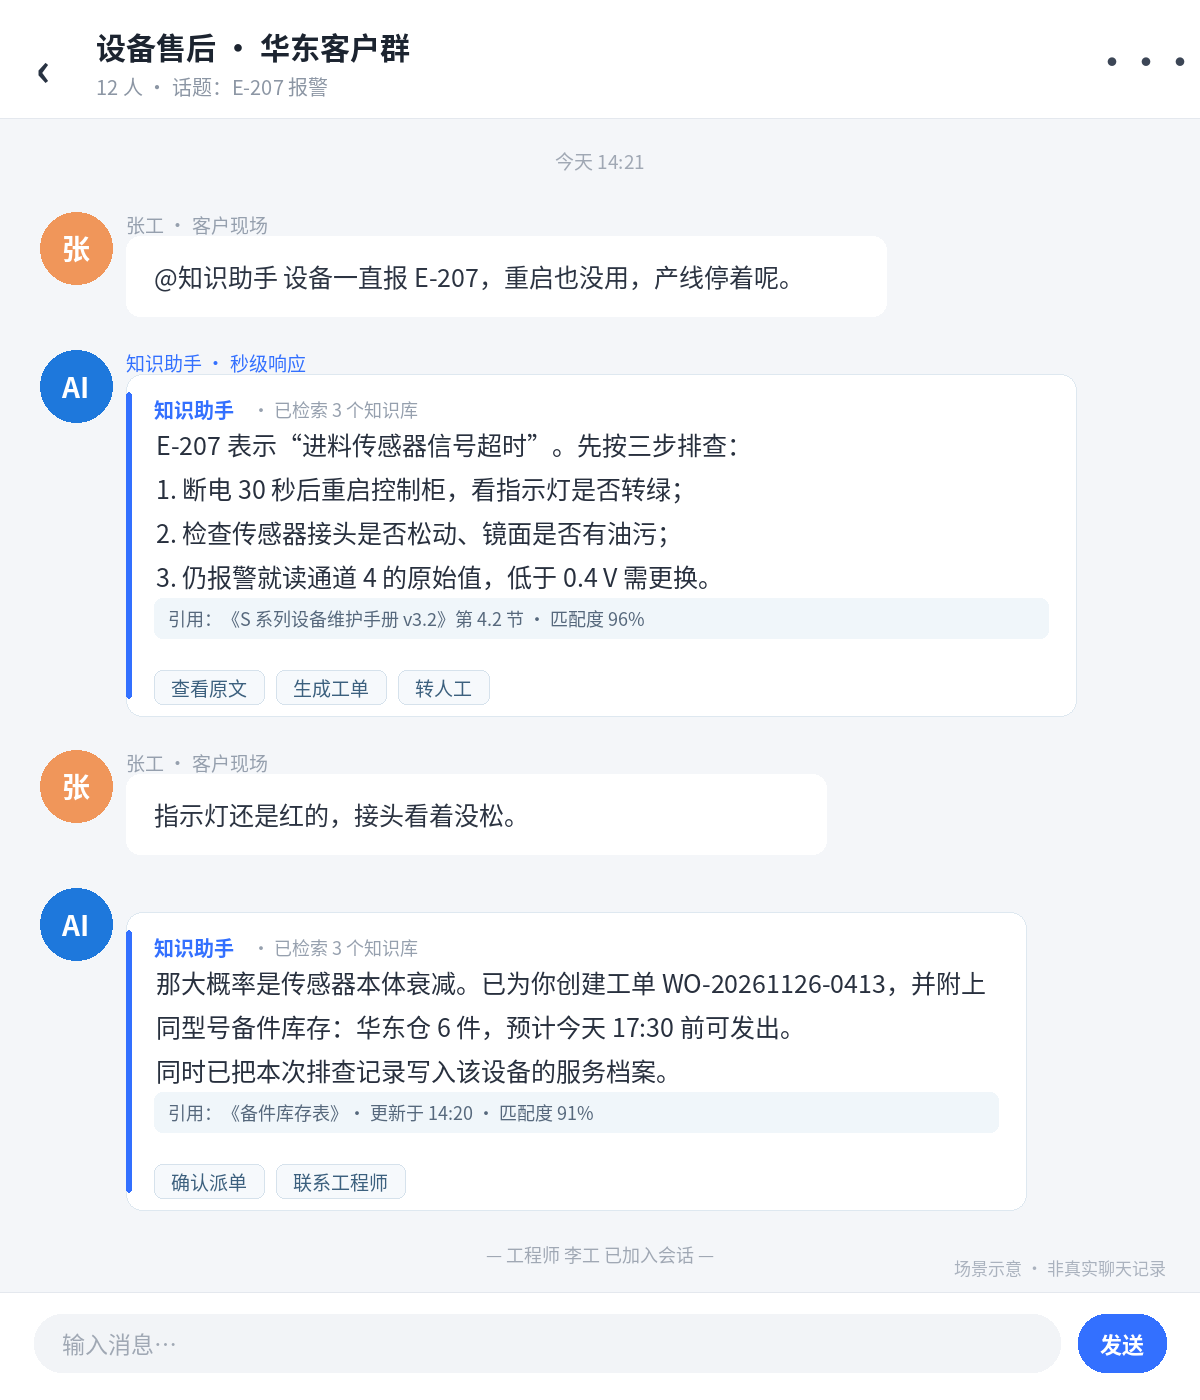 设备售后 · 华东客户群
12 人 · 话题：E-207 报警
今天 14:21
张
张工 · 客户现场
@知识助手 设备一直报 E-207，重启也没用，产线停着呢。
AI
知识助手 · 秒级响应
知识助手 · 已检索 3 个知识库
E-207 表示“进料传感器信号超时”。先按三步排查：
1. 断电 30 秒后重启控制柜，看指示灯是否转绿；
2. 检查传感器接头是否松动、镜面是否有油污；
3. 仍报警就读通道 4 的原始值，低于 0.4 V 需更换。
引用：《S 系列设备维护手册 v3.2》第 4.2 节 · 匹配度 96%
查看原文 生成工单 转人工
张
张工 · 客户现场
指示灯还是红的，接头看着没松。
AI
知识助手 · 已检索 3 个知识库
那大概率是传感器本体衰减。已为你创建工单 WO-20261126-0413，并附上
同型号备件库存：华东仓 6 件，预计今天 17:30 前可发出。
同时已把本次排查记录写入该设备的服务档案。
引用：《备件库存表》 · 更新于 14:20 · 匹配度 91%
确认派单 联系工程师
— 工程师 李工 已加入会话 —
场景示意 · 非真实聊天记录
输入消息…
发送